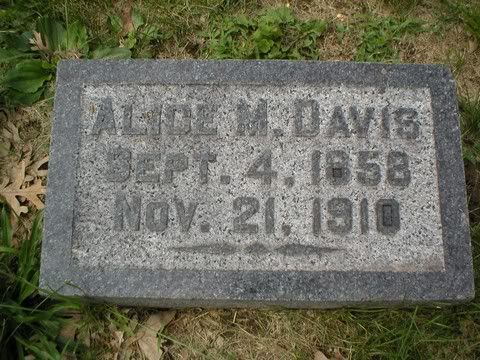 ALICE M. DAVIS
SEPT. 4, 1858
NOV. 21, 1910